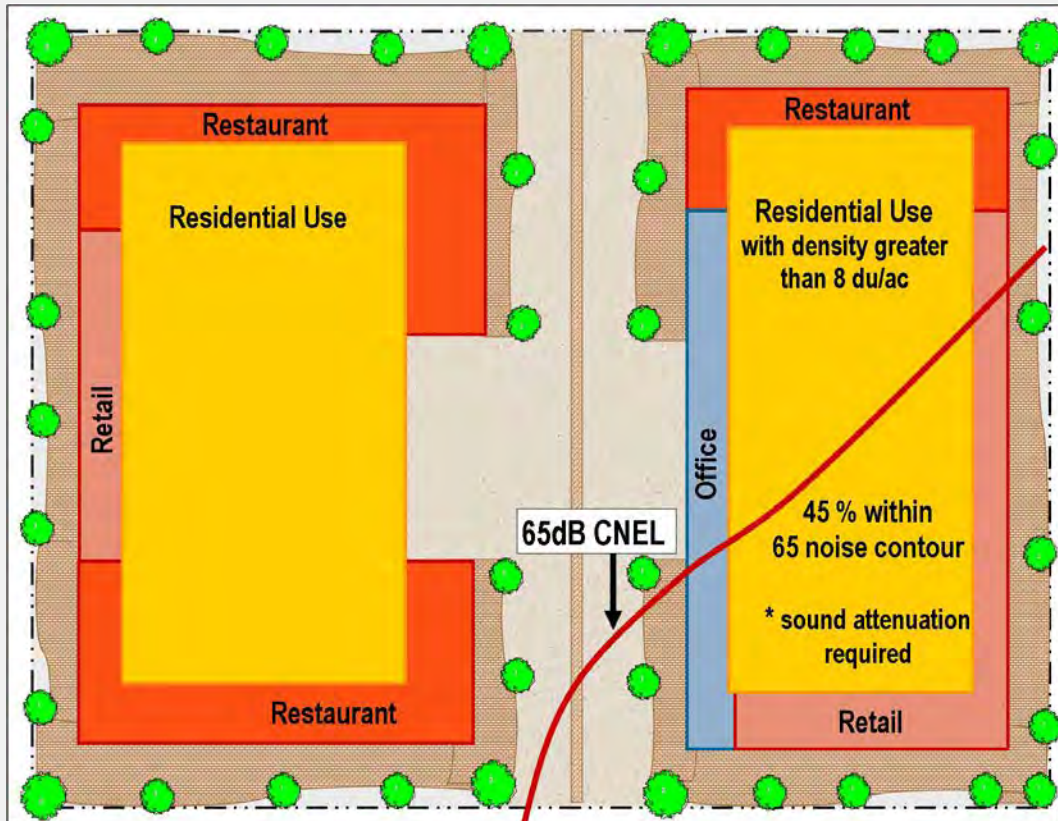 Restaurant
Residential Use
Retail
Restaurant
65dB CNEL
Restaurant
Residential Use
with density greater
than 8 du/ac
Office
45 % within
65 noise contour
* sound attenuation
required
Retail